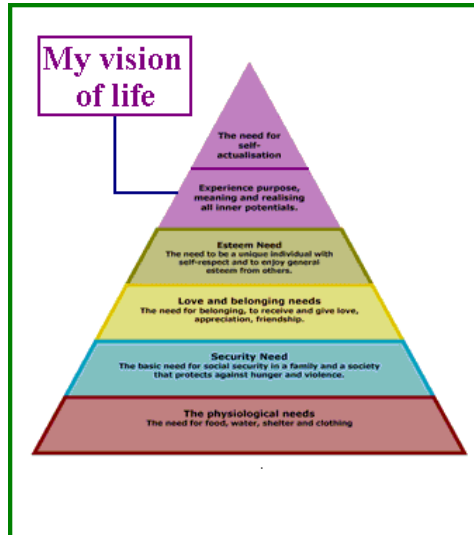 My vision
of life
The need for
self-
actualisation
Experience purpose,
meaning and realising
all inner potentials.
Esteem Need
The need to be a unique individual with
self-respect and to enjoy general
esteem from others.
Love and belonging needs
The need for belonging, to receive and give love,
appreciation, friendship.
Security Need
The basic need for social security in a family and a society
that protects against hunger and violence.
The physiological needs
The need for food, water, shelter and clothing